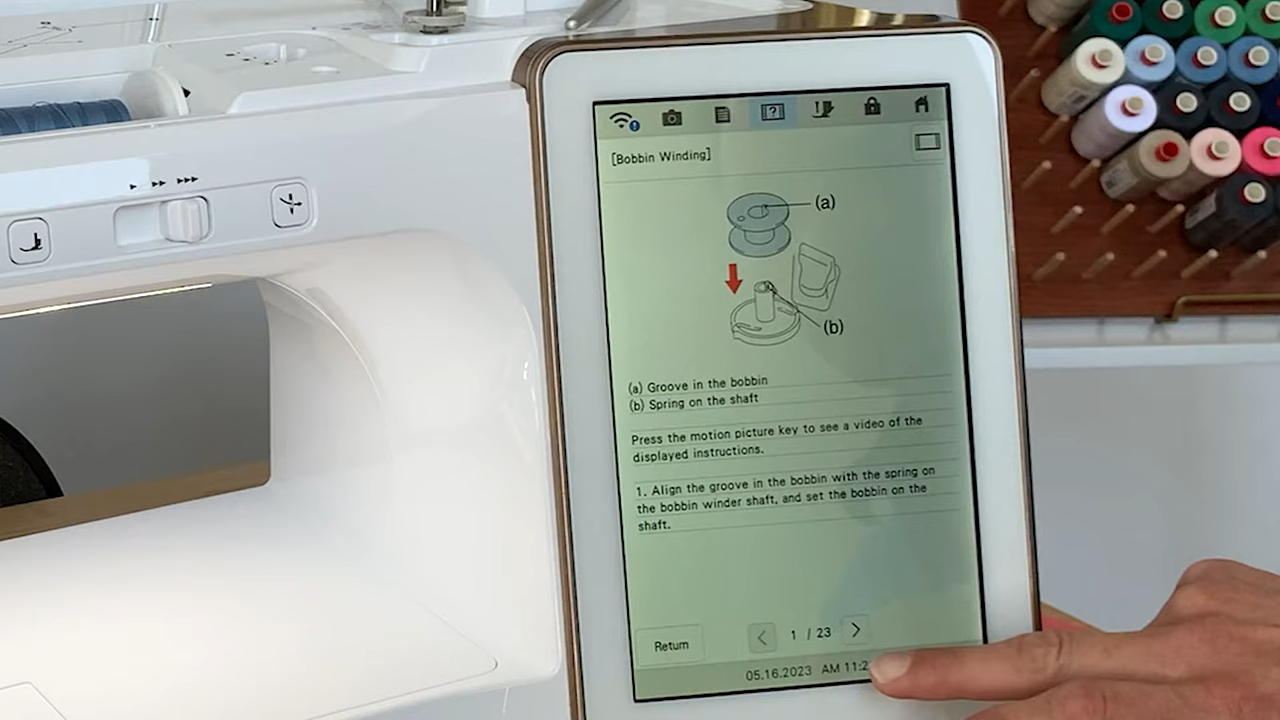 [Bobbin Winding]
(a)
(b)
(a) Groove in the bobbin
(b) Spring on the shaft
Press the motion picture key to see a video of the
displayed instructions.
1. Align the groove in the bobbin with the spring on
the bobbin winder shaft, and set the bobbin on the
shaft.
Return
1 / 23
05.16.2023 AM 11:2